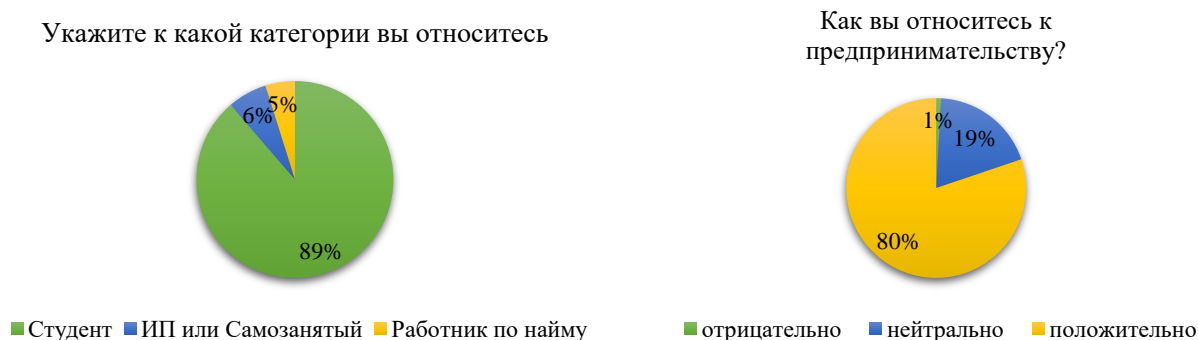 Укажите к какой категории вы относитесь
6%
5%
89%
Студент ИП или Самозанятый Работник по найму
Как вы относитесь к
предпринимательству?
1%
19%
80%
отрицательно нейтрально положительно